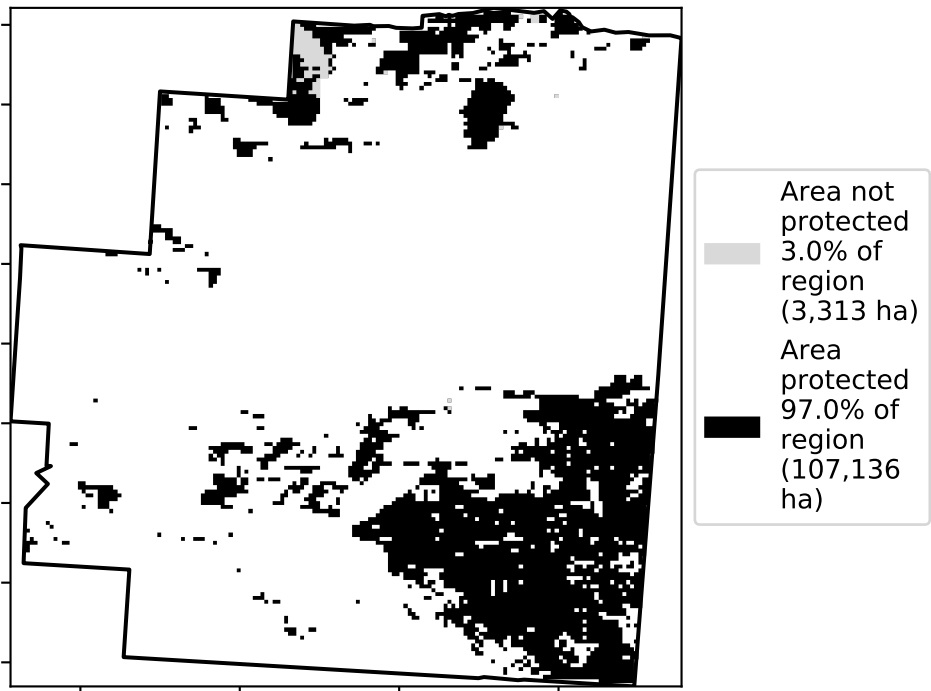 Area not
protected
3.0% of
region
(3,313 ha)
Area
protected
97.0% of
region
(107,136
ha)